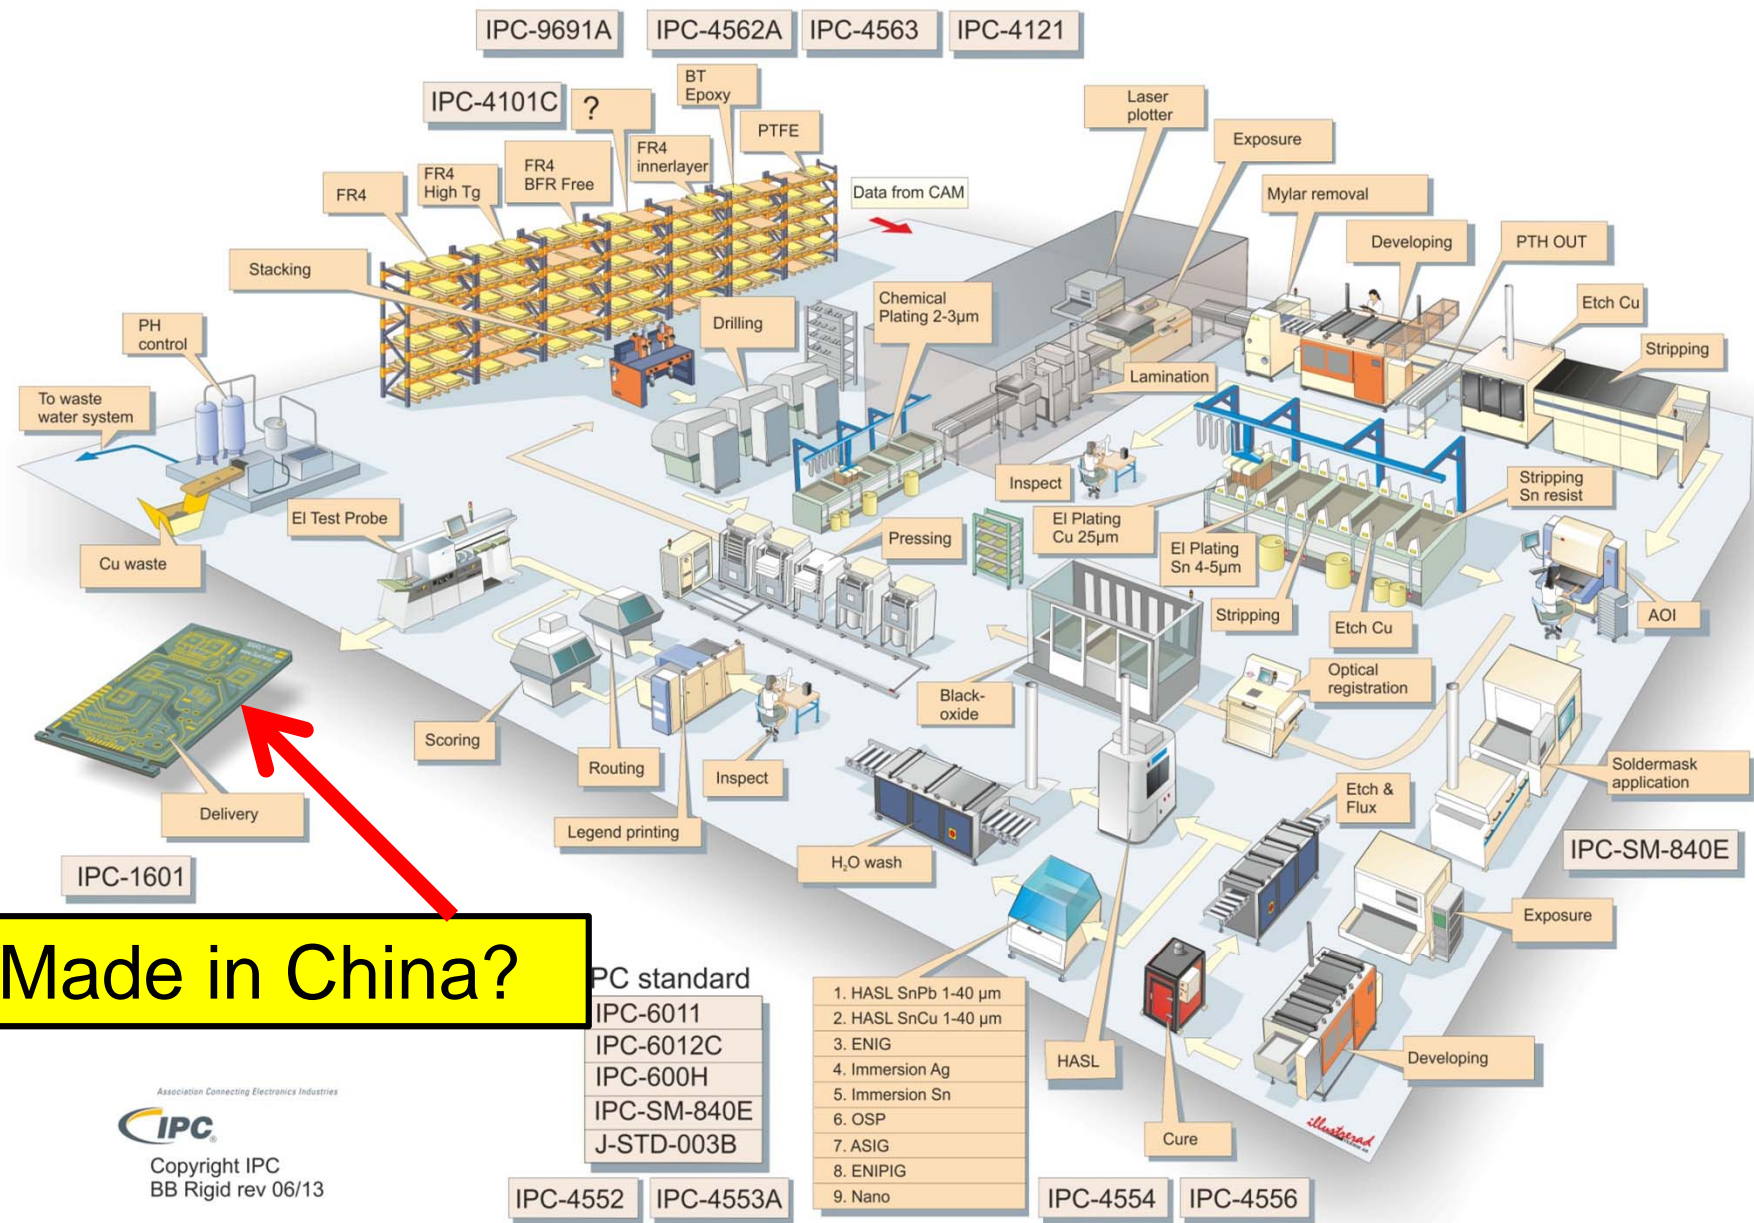 IPC-9691A
IPC-4562A
IPC-4563
IPC-4121
IPC-4101C
?
BT
Epoxy
PTFE
FR4
innerlayer
FR4
BFR Free
FR4
High Tg
FR4
Data from CAM
Laser
plotter
Exposure
Mylar removal
Developing
PTH OUT
Etch Cu
Stripping
Stacking
PH
control
Drilling
Chemical
Plating 2-3µm
Lamination
To waste
water system
Inspect
El Plating
Cu 25µm
El Plating
Sn 4-5µm
Stripping
Sn resist
El Test Probe
Cu waste
Pressing
Stripping
Etch Cu
AOI
Optical
registration
Black-
oxide
Scoring
Routing
Inspect
Soldermask
application
Delivery
Legend printing
H₂O wash
Etch &
Flux
IPC-SM-840E
IPC-1601
Exposure
Made in China?
PC standard
IPC-6011
IPC-6012C
IPC-600H
IPC-SM-840E
J-STD-003B
1. HASL SnPb 1-40 µm
2. HASL SnCu 1-40 µm
3. ENIG
4. Immersion Ag
5. Immersion Sn
6. OSP
7. ASIG
8. ENIPIG
9. Nano
HASL
Cure
Developing
illustrerad
Association Connecting Electronics Industries
IPC®
Copyright IPC
BB Rigid rev 06/13
IPC-4552
IPC-4553A
IPC-4554
IPC-4556